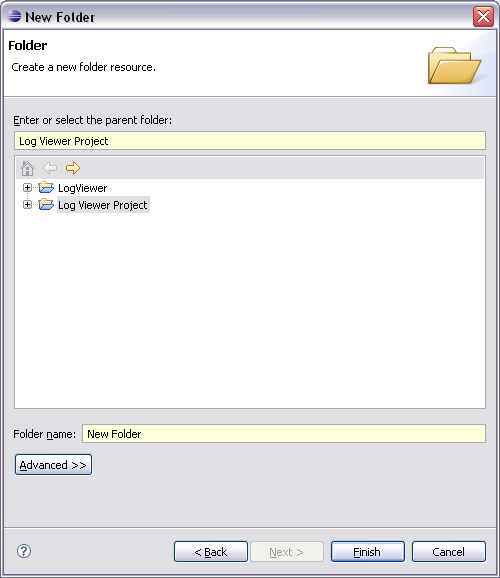 New Folder
Folder
Create a new folder resource.
Enter or select the parent folder:
Log Viewer Project
LogViewer
Log Viewer Project
Folder name: New Folder
Advanced >>
? < Back Next > Finish Cancel